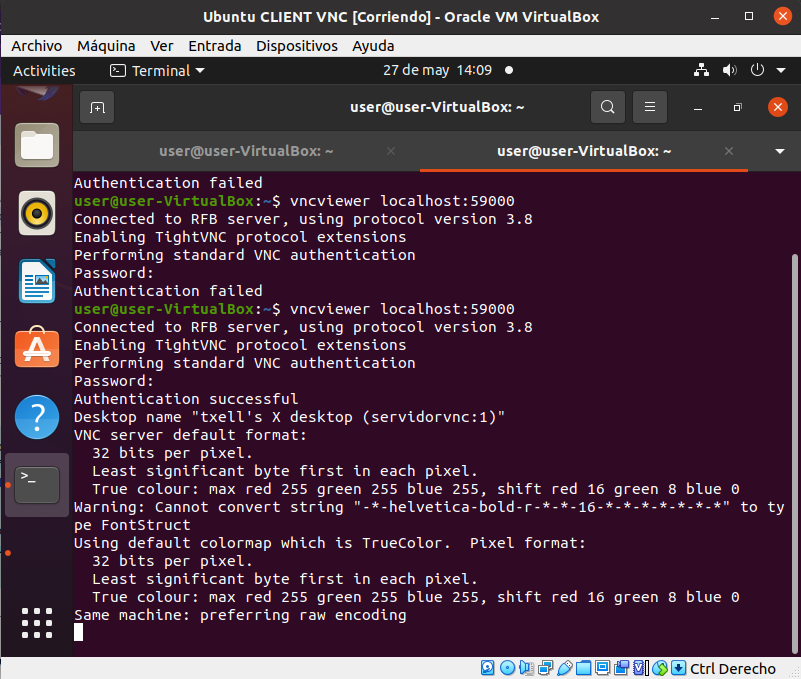 Ubuntu CLIENT VNC [Corriendo] - Oracle VM VirtualBox
Archivo Máquina Ver Entrada Dispositivos Ayuda
Activities Terminal 27 de may 14:09
user@user-VirtualBox: ~
user@user-VirtualBox: ~ user@user-VirtualBox: ~
Authentication failed
user@user-VirtualBox:~$ vncviewer localhost:59000
Connected to RFB server, using protocol version 3.8
Enabling TightVNC protocol extensions
Performing standard VNC authentication
Password:
Authentication failed
user@user-VirtualBox:~$ vncviewer localhost:59000
Connected to RFB server, using protocol version 3.8
Enabling TightVNC protocol extensions
Performing standard VNC authentication
Password:
Authentication successful
Desktop name "txell's X desktop (servidorvnc:1)"
VNC server default format:
  32 bits per pixel.
  Least significant byte first in each pixel.
  True colour: max red 255 green 255 blue 255, shift red 16 green 8 blue 0
Warning: Cannot convert string "-*-helvetica-bold-r-*-*-16-*-*-*-*-*-*-*" to ty
pe FontStruct
Using default colormap which is TrueColor.  Pixel format:
  32 bits per pixel.
  Least significant byte first in each pixel.
  True colour: max red 255 green 255 blue 255, shift red 16 green 8 blue 0
Same machine: preferring raw encoding
Ctrl Derecho